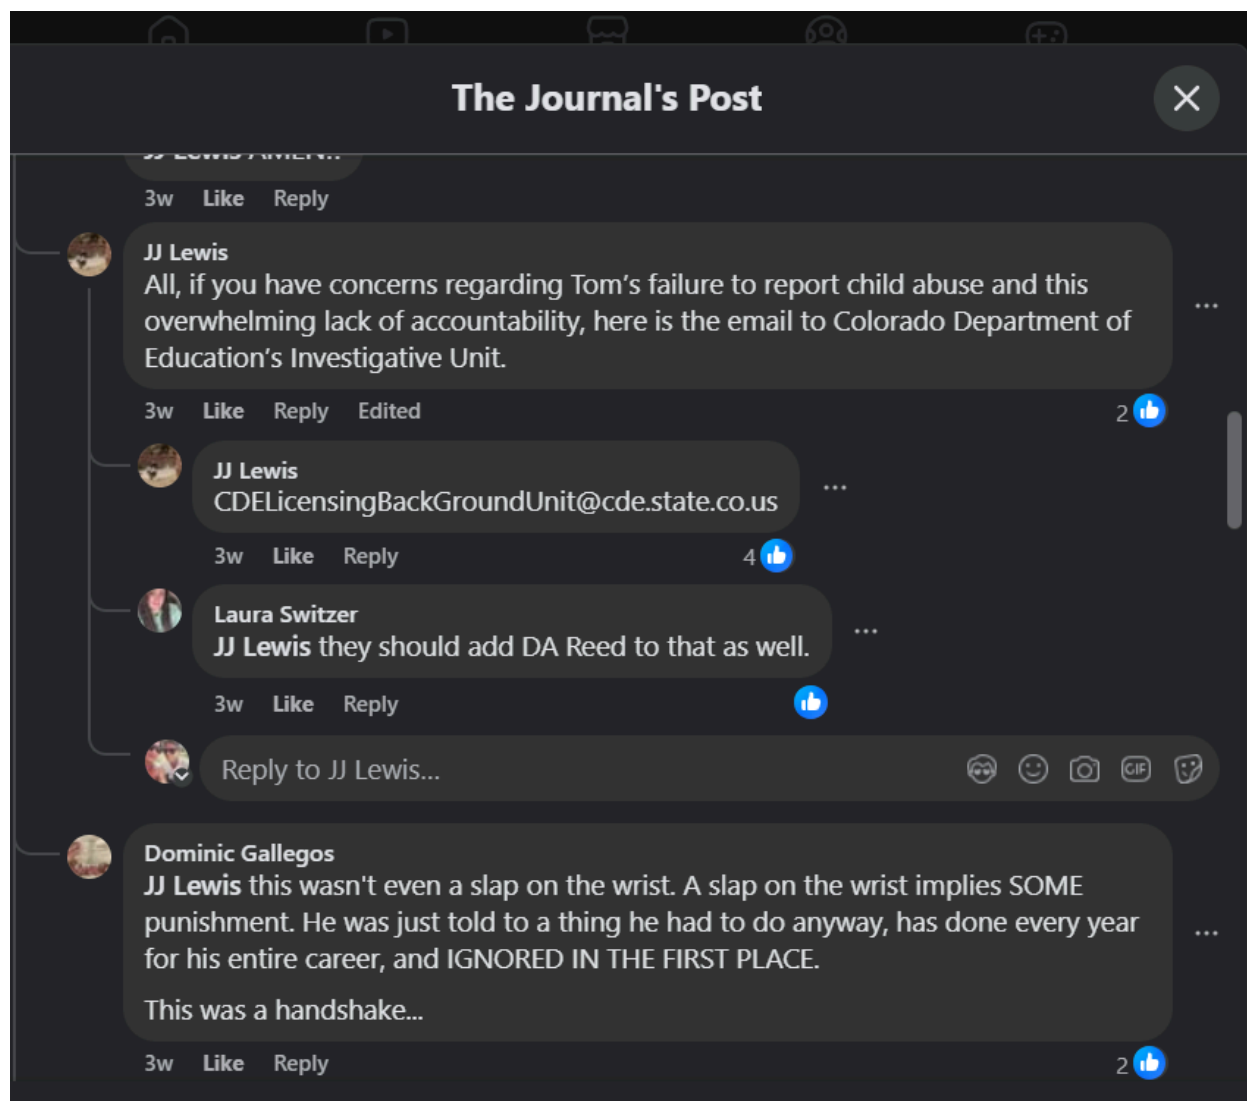 The Journal's Post
JJ Lewis AMEN!!
3w Like Reply
JJ Lewis
All, if you have concerns regarding Tom’s failure to report child abuse and this
overwhelming lack of accountability, here is the email to Colorado Department of
Education’s Investigative Unit.
3w Like Reply Edited 2
JJ Lewis
CDELicensingBackGroundUnit@cde.state.co.us
3w Like Reply 4
Laura Switzer
JJ Lewis they should add DA Reed to that as well.
3w Like Reply
Reply to JJ Lewis... GIF
Dominic Gallegos
JJ Lewis this wasn't even a slap on the wrist. A slap on the wrist implies SOME
punishment. He was just told to a thing he had to do anyway, has done every year
for his entire career, and IGNORED IN THE FIRST PLACE.
This was a handshake...
3w Like Reply 2